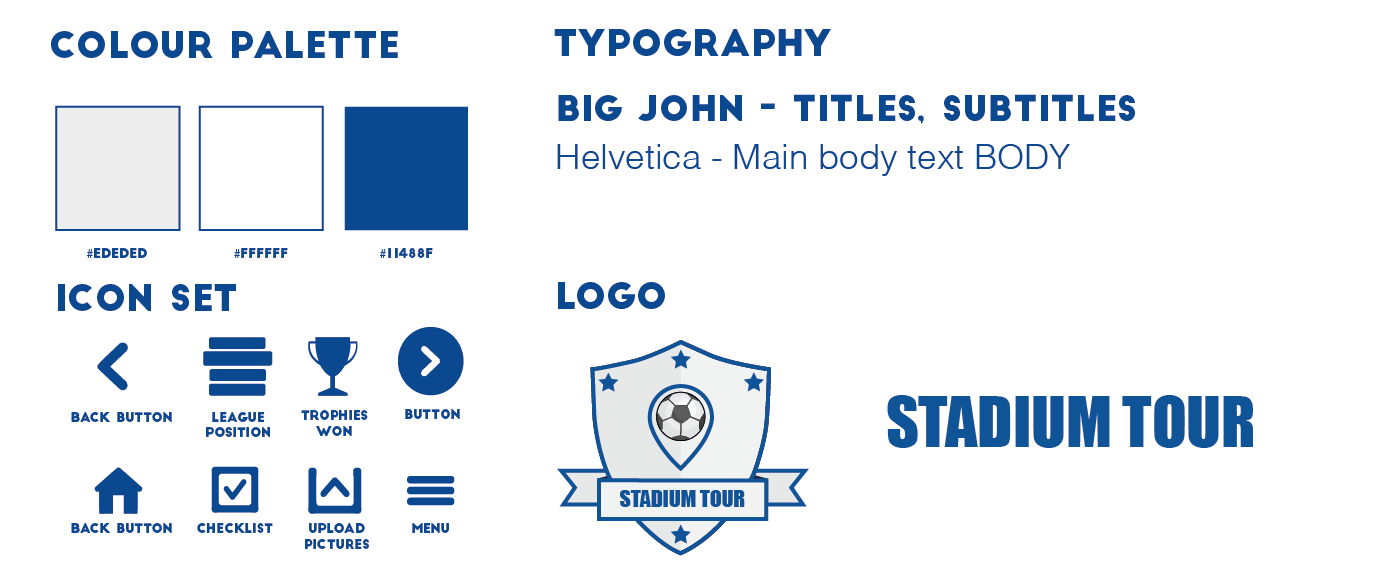 COLOUR PALETTE
#EDEDED
#FFFFFF
#11488F
TYPOGRAPHY
BIG JOHN - TITLES, SUBTITLES
Helvetica - Main body text BODY
ICON SET
BACK BUTTON
LEAGUE
POSITION
TROPHIES
WON
BUTTON
BACK BUTTON
CHECKLIST
UPLOAD
PICTURES
MENU
LOGO
STADIUM TOUR
STADIUM TOUR